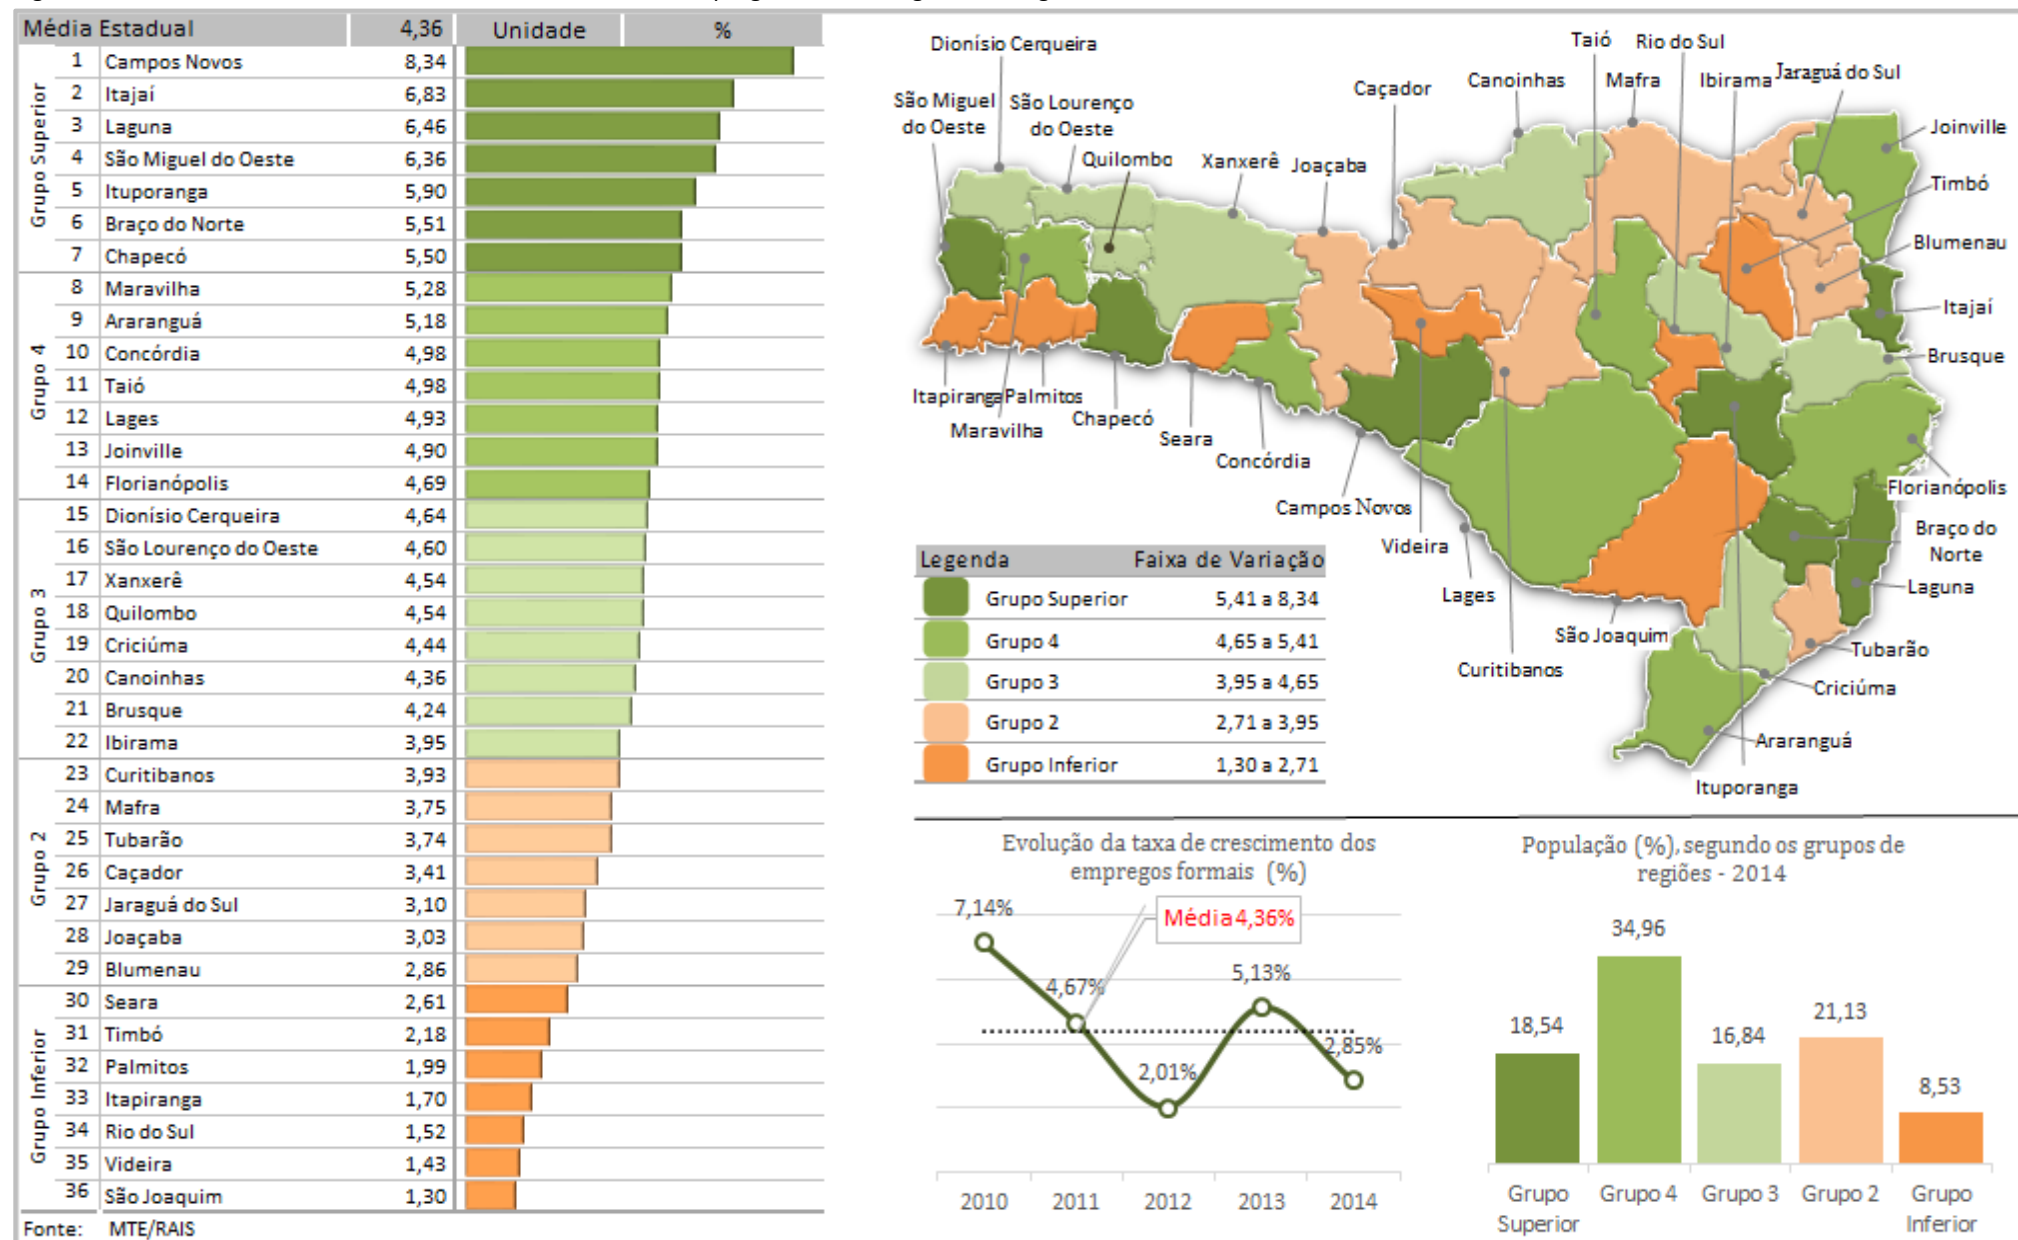 Média Estadual 4,36 Unidade %
Grupo Superior
1 Campos Novos 8,34
2 Itajaí 6,83
3 Laguna 6,46
4 São Miguel do Oeste 6,36
5 Ituporanga 5,90
6 Braço do Norte 5,51
7 Chapecó 5,50
Grupo 4
8 Maravilha 5,28
9 Araranguá 5,18
10 Concórdia 4,98
11 Taió 4,98
12 Lages 4,93
13 Joinville 4,90
14 Florianópolis 4,69
Grupo 3
15 Dionísio Cerqueira 4,64
16 São Lourenço do Oeste 4,60
17 Xanxerê 4,54
18 Quilombo 4,54
19 Criciúma 4,44
20 Canoinhas 4,36
21 Brusque 4,24
22 Ibirama 3,95
Grupo 2
23 Curitibanos 3,93
24 Mafra 3,75
25 Tubarão 3,74
26 Caçador 3,41
27 Jaraguá do Sul 3,10
28 Joaçaba 3,03
29 Blumenau 2,86
Grupo Inferior
30 Seara 2,61
31 Timbó 2,18
32 Palmitos 1,99
33 Itapiranga 1,70
34 Rio do Sul 1,52
35 Videira 1,43
36 São Joaquim 1,30
Fonte: MTE/RAIS
Dionísio Cerqueira
São Miguel
do Oeste
São Lourenço
do Oeste
Quilombo
Xanxerê
Joaçaba
Caçador
Canoinhas
Taió
Rio do Sul
Mafra
Ibirama
Jaraguá do Sul
Joinville
Timbó
Blumenau
Itajaí
Brusque
Florianópolis
Braço do
Norte
Laguna
Tubarão
Criciúma
Araranguá
Ituporanga
São Joaquim
Curitibanos
Lages
Videira
Campos Novos
Concórdia
Seara
Chapecó
Palmitos
Maravilha
Itapiranga
Legenda Faixa de Variação
Grupo Superior 5,41 a 8,34
Grupo 4 4,65 a 5,41
Grupo 3 3,95 a 4,65
Grupo 2 2,71 a 3,95
Grupo Inferior 1,30 a 2,71
Evolução da taxa de crescimento dos
empregos formais (%)
7,14%
Média 4,36%
4,67%
2,01%
5,13%
2,85%
2010 2011 2012 2013 2014
População (%), segundo os grupos de
regiões - 2014
18,54
34,96
16,84
21,13
8,53
Grupo
Superior
Grupo 4
Grupo 3
Grupo 2
Grupo
Inferior